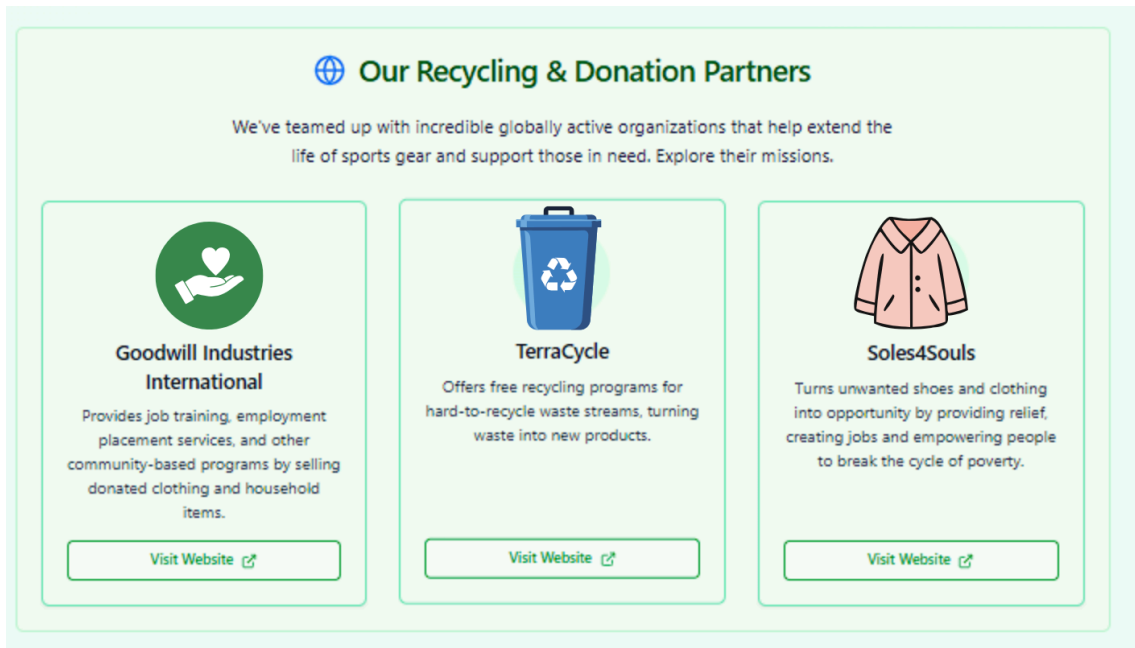 Our Recycling & Donation Partners
We've teamed up with incredible globally active organizations that help extend the
life of sports gear and support those in need. Explore their missions.
Goodwill Industries
International
Provides job training, employment
placement services, and other
community-based programs by selling
donated clothing and household
items.
Visit Website
TerraCycle
Offers free recycling programs for
hard-to-recycle waste streams, turning
waste into new products.
Visit Website
Soles4Souls
Turns unwanted shoes and clothing
into opportunity by providing relief,
creating jobs and empowering people
to break the cycle of poverty.
Visit Website